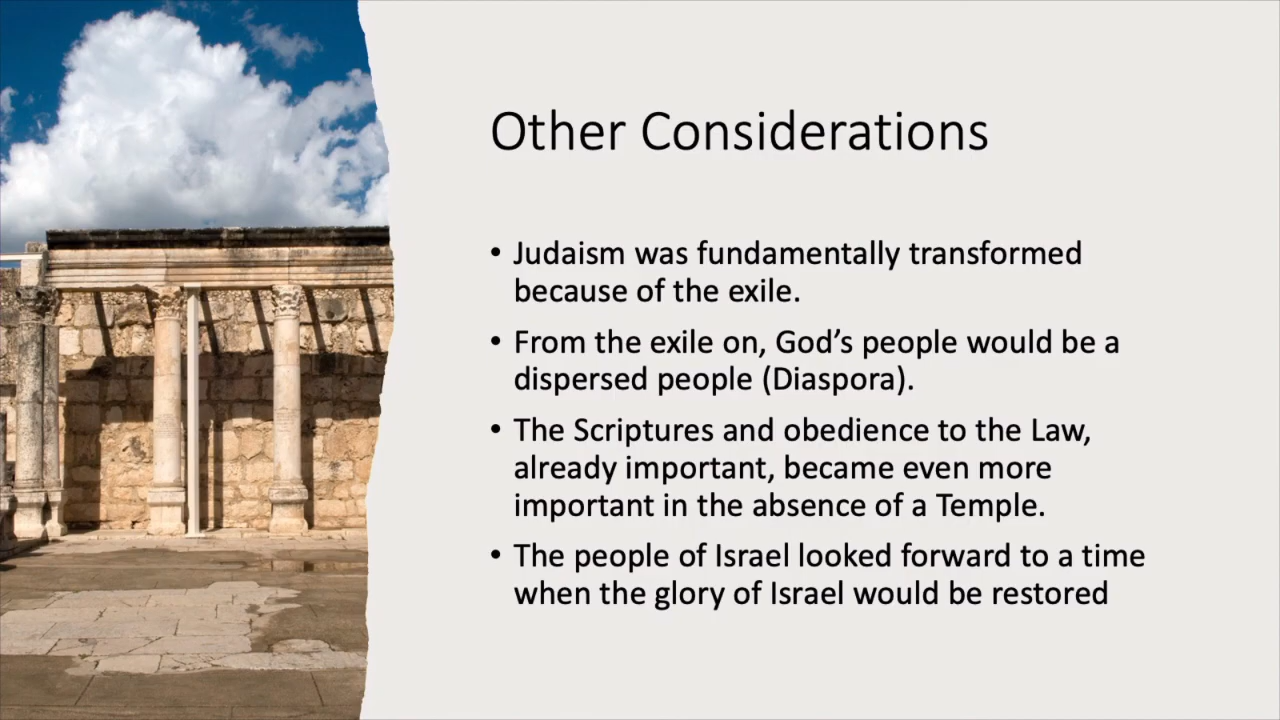 Other Considerations
• Judaism was fundamentally transformed
because of the exile.
• From the exile on, God’s people would be a
dispersed people (Diaspora).
• The Scriptures and obedience to the Law,
already important, became even more
important in the absence of a Temple.
• The people of Israel looked forward to a time
when the glory of Israel would be restored